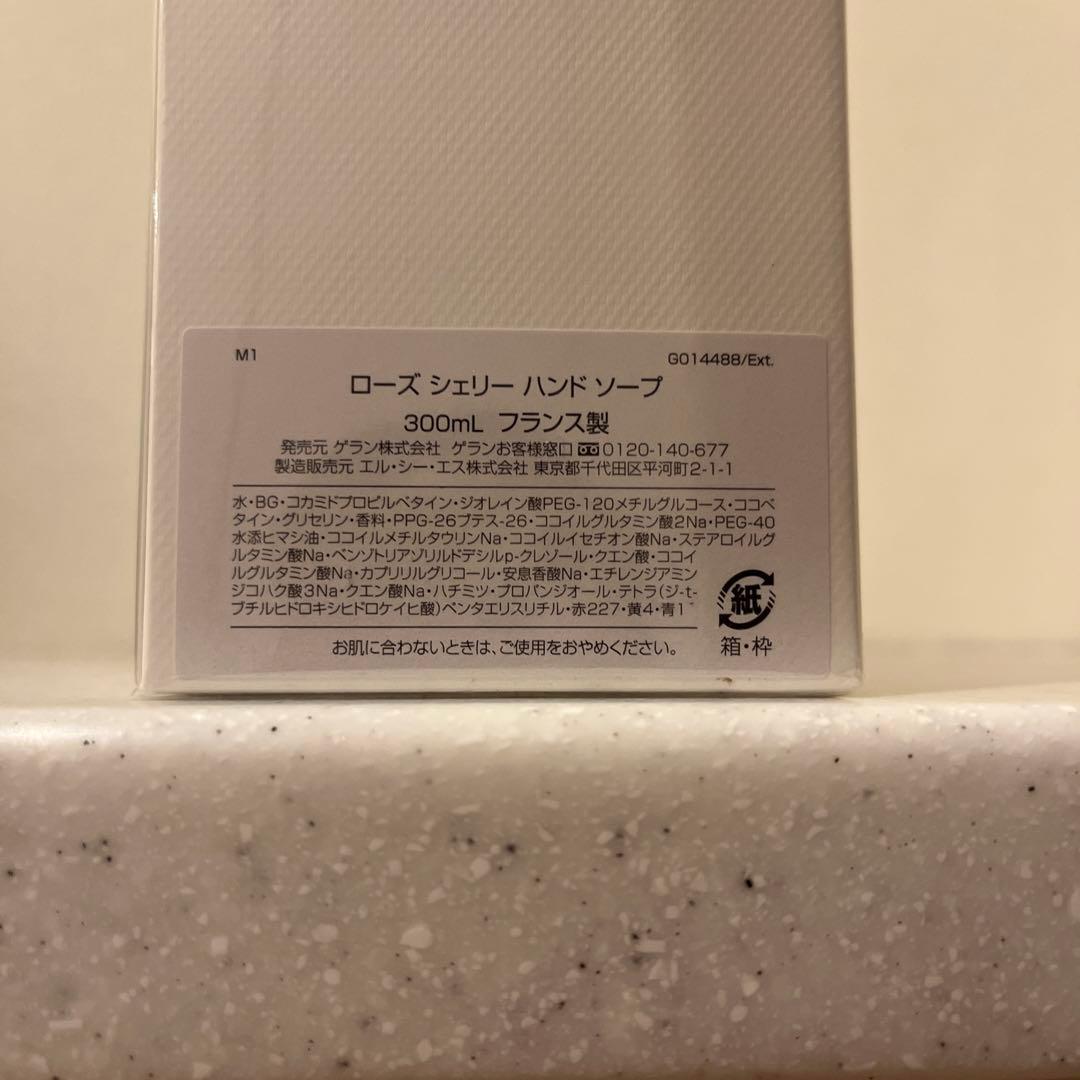 M1 G014488/Ext.
ローズ シェリー ハンド ソープ
300mL フランス製
発売元 ゲラン株式会社 ゲランお客様窓口 0120-140-677
製造販売元 エル・シー・エス株式会社 東京都千代田区平河町2-1-1
水・BG・コカミドプロピルベタイン・ジオレイン酸PEG-120メチルグルコース・ココベ
タイン・グリセリン・香料・PPG-26ブテス-26・ココイルグルタミン酸2Na・PEG-40
水添ヒマシ油・ココイルメチルタウリンNa・ココイルイセチオン酸Na・ステアロイルグ
ルタミン酸Na・ベンゾトリアゾリルドデシルp-クレゾール・クエン酸・ココイ
ルグルタミン酸Na・カプリリルグリコール・安息香酸Na・エチレンジアミン
ジコハク酸3Na・クエン酸Na・ハチミツ・プロパンジオール・テトラ(ジ-t-
ブチルヒドロキシヒドロケイヒ酸)ペンタエリスリチル・赤227・黄4・青1
お肌に合わないときは、ご使用をおやめください。
紙
箱・枠